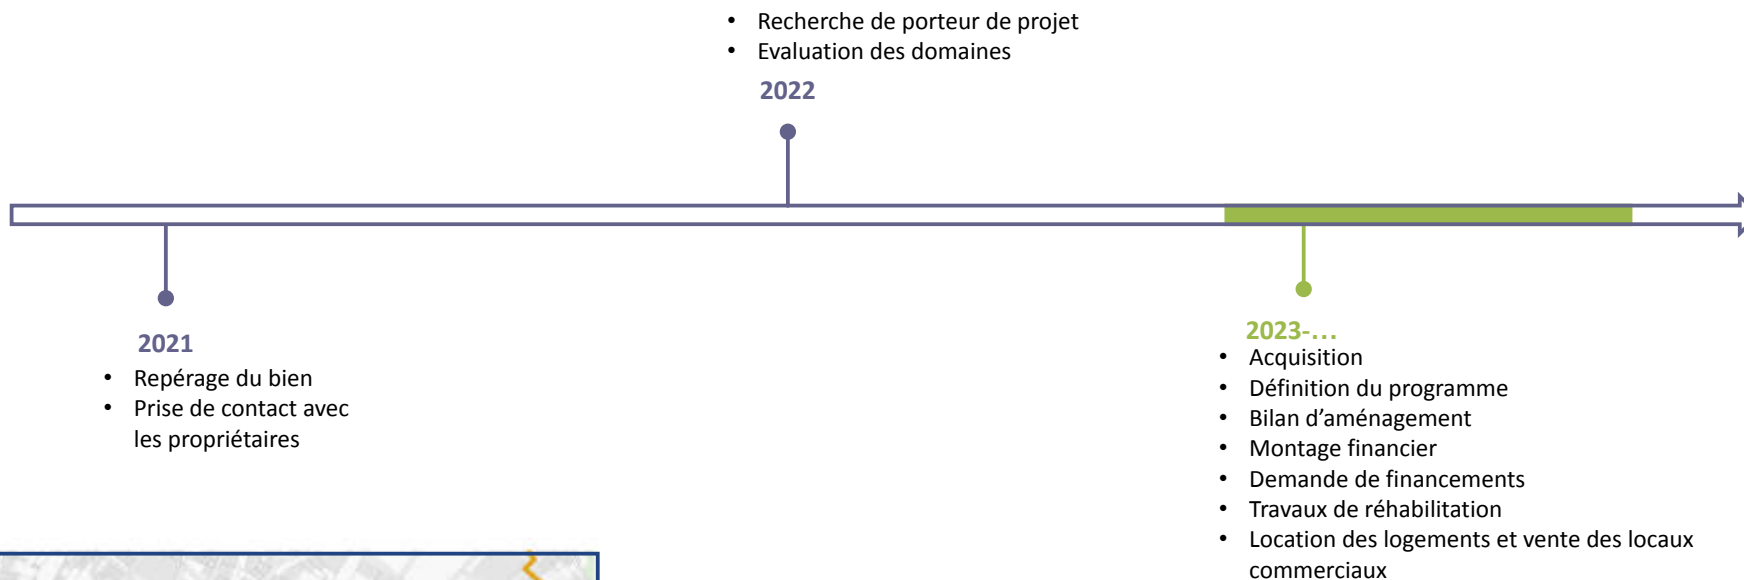 • Recherche de porteur de projet
• Evaluation des domaines
2022
2021
• Repérage du bien
• Prise de contact avec
les propriétaires
2023-...
• Acquisition
• Définition du programme
• Bilan d’aménagement
• Montage financier
• Demande de financements
• Travaux de réhabilitation
• Location des logements et vente des locaux
commerciaux